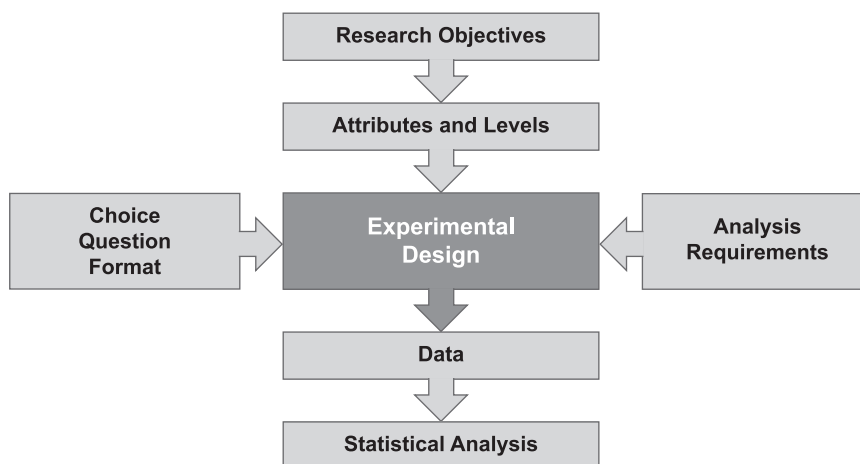 Research Objectives
Attributes and Levels
Choice
Question
Format
Experimental
Design
Analysis
Requirements
Data
Statistical Analysis